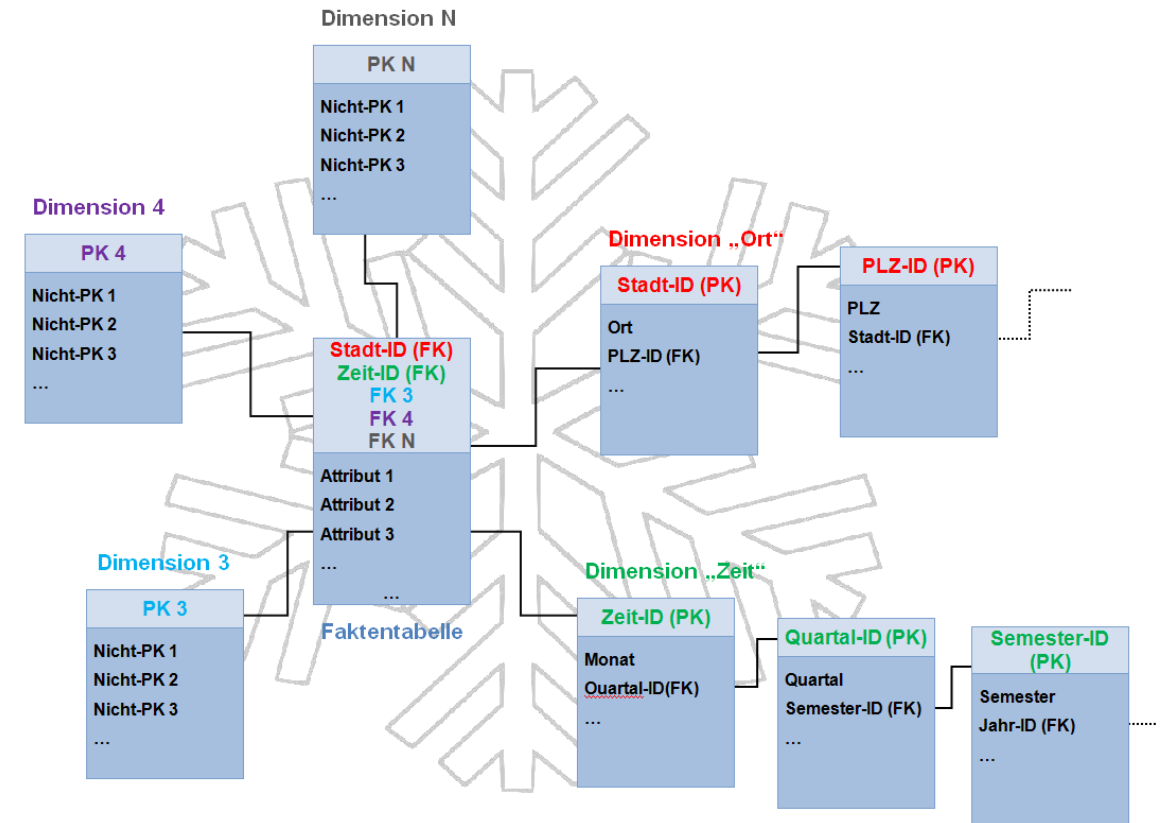 Dimension N
PK N
Nicht-PK 1
Nicht-PK 2
Nicht-PK 3
...
Dimension 4
PK 4
Nicht-PK 1
Nicht-PK 2
Nicht-PK 3
...
Dimension „Ort“
Stadt-ID (PK)
Ort
PLZ-ID (FK)
...
PLZ-ID (PK)
PLZ
Stadt-ID (FK)
...
Stadt-ID (FK)
Zeit-ID (FK)
FK 3
FK 4
FK N
Attribut 1
Attribut 2
Attribut 3
...
...
Faktentabelle
Dimension 3
PK 3
Nicht-PK 1
Nicht-PK 2
Nicht-PK 3
...
Dimension „Zeit“
Zeit-ID (PK)
Monat
Quartal-ID(FK)
...
Quartal-ID (PK)
Quartal
Semester-ID (FK)
...
Semester-ID
(PK)
Semester
Jahr-ID (FK)
...